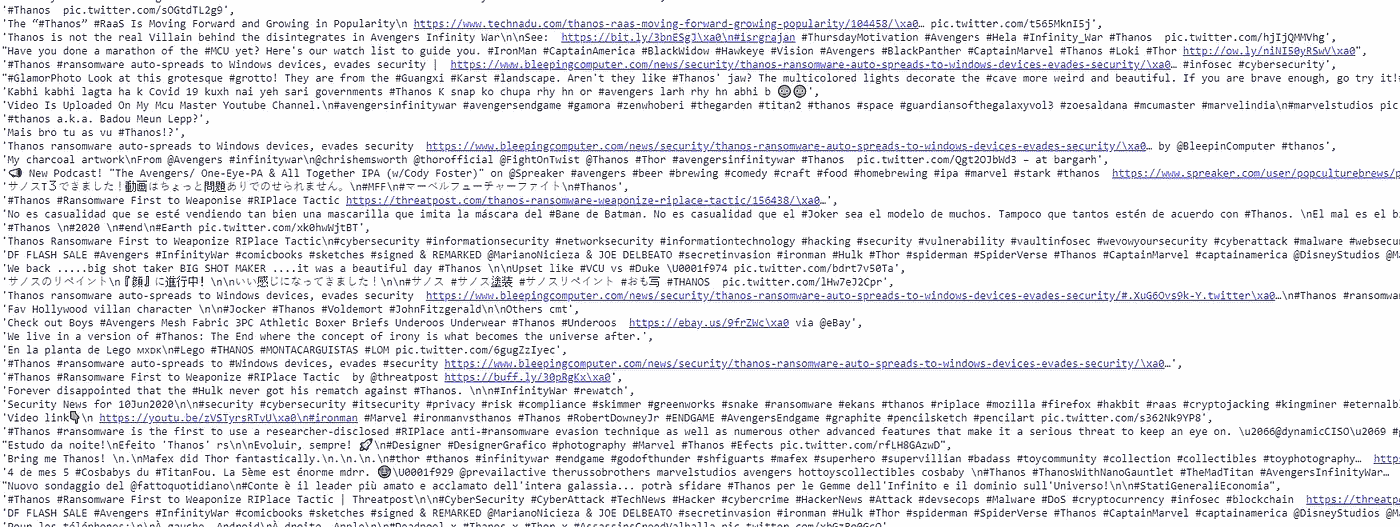 '#Thanos  pic.twitter.com/sOGtdTL2g9',
'The “#Thanos” #RaaS Is Moving Forward and Growing in Popularity\n https://www.technadu.com/thanos-raas-moving-forward-growing-popularity/104458/\xa0… pic.twitter.com/t565MknI5j',
'Thanos is not the real Villain behind the disintegrates in Avengers Infinity War\n\nSee:  https://bit.ly/3bnESgJ\xa0\n#isrgrajan #ThursdayMotivation #Avengers #Hela #Infinity_War #Thanos  pic.twitter.com/hjIjQMMVhg',
"Have you done a marathon of the #MCU yet? Here's our watch list to guide you. #IronMan #CaptainAmerica #BlackWidow #Hawkeye #Vision #Avengers #BlackPanther #CaptainMarvel #Thanos #Loki #Thor http://ow.ly/niNI50yRSwV\xa0",
'#Thanos #ransomware auto-spreads to Windows devices, evades security |  https://www.bleepingcomputer.com/news/security/thanos-ransomware-auto-spreads-to-windows-devices-evades-security/\xa0… #infosec #cybersecurity',
"#GlamorPhoto Look at this grotesque #grotto! They are from the #Guangxi #Karst #landscape. Aren't they like #Thanos' jaw? The multicolored lights decorate the #cave more weird and beautiful. If you are brave enough, go try it!
'Kabhi kabhi lagta ha k Covid 19 kuxh nai yeh sari governments #Thanos K snap ko chupa rhy hn or #avengers larh rhy hn abhi b 😳😳',
'Video Is Uploaded On My Mcu Master Youtube Channel.\n#avengersinfinitywar #avengersendgame #gamora #zenwhoberi #thegarden #titan2 #thanos #space #guardiansofthegalaxyvol3 #zoesaldana #mcumaster #marvelindia\n#marvelstudios pic
'#thanos a.k.a. Badou Meun Lepp?',
'Mais bro tu as vu #Thanos!?',
'Thanos ransomware auto-spreads to Windows devices, evades security  https://www.bleepingcomputer.com/news/security/thanos-ransomware-auto-spreads-to-windows-devices-evades-security/\xa0… by @BleepinComputer #thanos',
'My charcoal artwork\nFrom @Avengers #infinitywar\n@chrishemsworth @thorofficial @FightOnTwist @Thanos #Thor #avengersinfinitywar #Thanos  pic.twitter.com/Qgt2OJbWd3 – at bargarh',
'📢 New Podcast! "The Avengers/ One-Eye-PA & All Together IPA (w/Cody Foster)" on @Spreaker #avengers #beer #brewing #comedy #craft #food #homebrewing #ipa #marvel #stark #thanos  https://www.spreaker.com/user/popculturebrews/p
'サノスT3できました！動画はちょっと問題ありでのせられません。\n#MFF\n#マーベルフューチャーファイト\n#Thanos',
'#Thanos #Ransomware First to Weaponise #RIPlace Tactic https://threatpost.com/thanos-ransomware-weaponize-riplace-tactic/156438/\xa0…',
'No es casualidad que se esté vendiendo tan bien una mascarilla que imita la máscara del #Bane de Batman. No es casualidad que el #Joker sea el modelo de muchos. Tampoco que tantos estén de acuerdo con #Thanos. \nEl mal es el b
'#Thanos \n#2020 \n#end\n#Earth pic.twitter.com/xk0hwWjtBT',
'Thanos Ransomware First to Weaponize RIPlace Tactic\n#cybersecurity #informationsecurity #networksecurity #informationtechnology #hacking #security #vulnerability #vaultinfosec #wevowyoursecurity #cyberattack #malware #websecu
'DF FLASH SALE #Avengers #InfinityWar #comicbooks #sketches #signed & REMARKED @MarianoNicieza & JOE DELBEATO #secretinvasion #ironman #Hulk #Thor #spiderman #SpiderVerse #Thanos #CaptainMarvel #captainamerica @DisneyStudios @M
'We back .....big shot taker BIG SHOT MAKER ....it was a beautiful day #Thanos \n\nUpset like #VCU vs #Duke \U0001f974 pic.twitter.com/bdrt7v50Ta',
'サノスのリペイント\n『顔』に進行中! \n\nいい感じになってきました！\n\n#サノス #サノス塗装 #サノスリペイント #おも写 #THANOS  pic.twitter.com/lHw7eJ2Cpr',
'Thanos ransomware auto-spreads to Windows devices, evades security  https://www.bleepingcomputer.com/news/security/thanos-ransomware-auto-spreads-to-windows-devices-evades-security/#.XuG6Ovs9k-Y.twitter\xa0…\n#Thanos #ransomwar
'Fav Hollywood villan character \n\n#Jocker #Thanos #Voldemort #JohnFitzgerald\n\nOthers cmt',
'Check out Boys #Avengers Mesh Fabric 3PC Athletic Boxer Briefs Underoos Underwear #Thanos #Underoos  https://ebay.us/9frZWc\xa0 via @eBay',
'We live in a version of #Thanos: The End where the concept of irony is what becomes the universe after.',
'En la planta de Lego ᴍxᴅᴋ\n#Lego #THANOS #MONTACARGUISTAS #LOM pic.twitter.com/6gugZzIyec',
'#Thanos #ransomware auto-spreads to #Windows devices, evades #security https://www.bleepingcomputer.com/news/security/thanos-ransomware-auto-spreads-to-windows-devices-evades-security/\xa0…',
'#Thanos #Ransomware First to Weaponize #RIPlace Tactic  by @threatpost https://buff.ly/30pRgKx\xa0',
'Forever disappointed that the #Hulk never got his rematch against #Thanos. \n\n#InfinityWar #rewatch',
'Security News for 10Jun2020\n\n#security #cybersecurity #itsecurity #privacy #risk #compliance #skimmer #greenworks #snake #ransomware #ekans #thanos #riplace #mozilla #firefox #hakbit #raas #cryptojacking #kingminer #eternalb
'Video link👇\n https://youtu.be/zVSTyrsRTvU\xa0\n#ironman #Marvel #ironmanvsthanos #Thanos #RobertDowneyJr #ENDGAME #AvengersEndgame #graphite #pencilsketch #pencilart pic.twitter.com/s362Nk9YP8',
'#Thanos #ransomware is the first to use a researcher-disclosed #RIPlace anti-#ransomware evasion technique as well as numerous other advanced features that make it a serious threat to keep an eye on. \u2066@dynamicCISO\u2069 #
"Estudo da noite!\nEfeito 'Thanos' rs\n\nEvoluir, sempre! 🚀\n#Designer #DesignerGrafico #photography #Marvel #Thanos #Effects pic.twitter.com/rfLH8GAzwD",
'Bring me Thanos! \n.\nMafex did Thor fantastically.\n.\n.\n.\n#thor #thanos #infinitywar #endgame #godofthunder #shfiguarts #mafex #superhero #supervillian #badass #toycommunity #collection #collectibles #toyphotography…  https
'4 de mes 5 #Cosbabys du #TitanFou. La 5ème est énorme mdrr. 😂\U0001f929 @prevailactive therussobrothers marvelstudios avengers hottoyscollectibles cosbaby \n#Thanos #ThanosWithNanoGauntlet #TheMadTitan #AvengersInfinityWar…
"Nuovo sondaggio del @fattoquotidiano\n#Conte è il leader più amato e acclamato dell'intera galassia... potrà sfidare #Thanos per le Gemme dell'Infinito e il dominio sull'Universo!\n\n#StatiGeneraliEconomia",
'#Thanos #Ransomware First to Weaponize RIPlace Tactic | Threatpost\n\n#CyberSecurity #CyberAttack #TechNews #Hacker #cybercrime #HackerNews #Attack #devsecops #Malware #DoS #cryptocurrency #infosec #blockchain  https://threatp
'DF FLASH SALE #Avengers #InfinityWar #comicbooks #sketches #signed & REMARKED @MarianoNicieza & JOE DELBEATO #secretinvasion #ironman #Hulk #Thor #spiderman #SpiderVerse #Thanos #CaptainMarvel #captainamerica @DisneyStudios @M